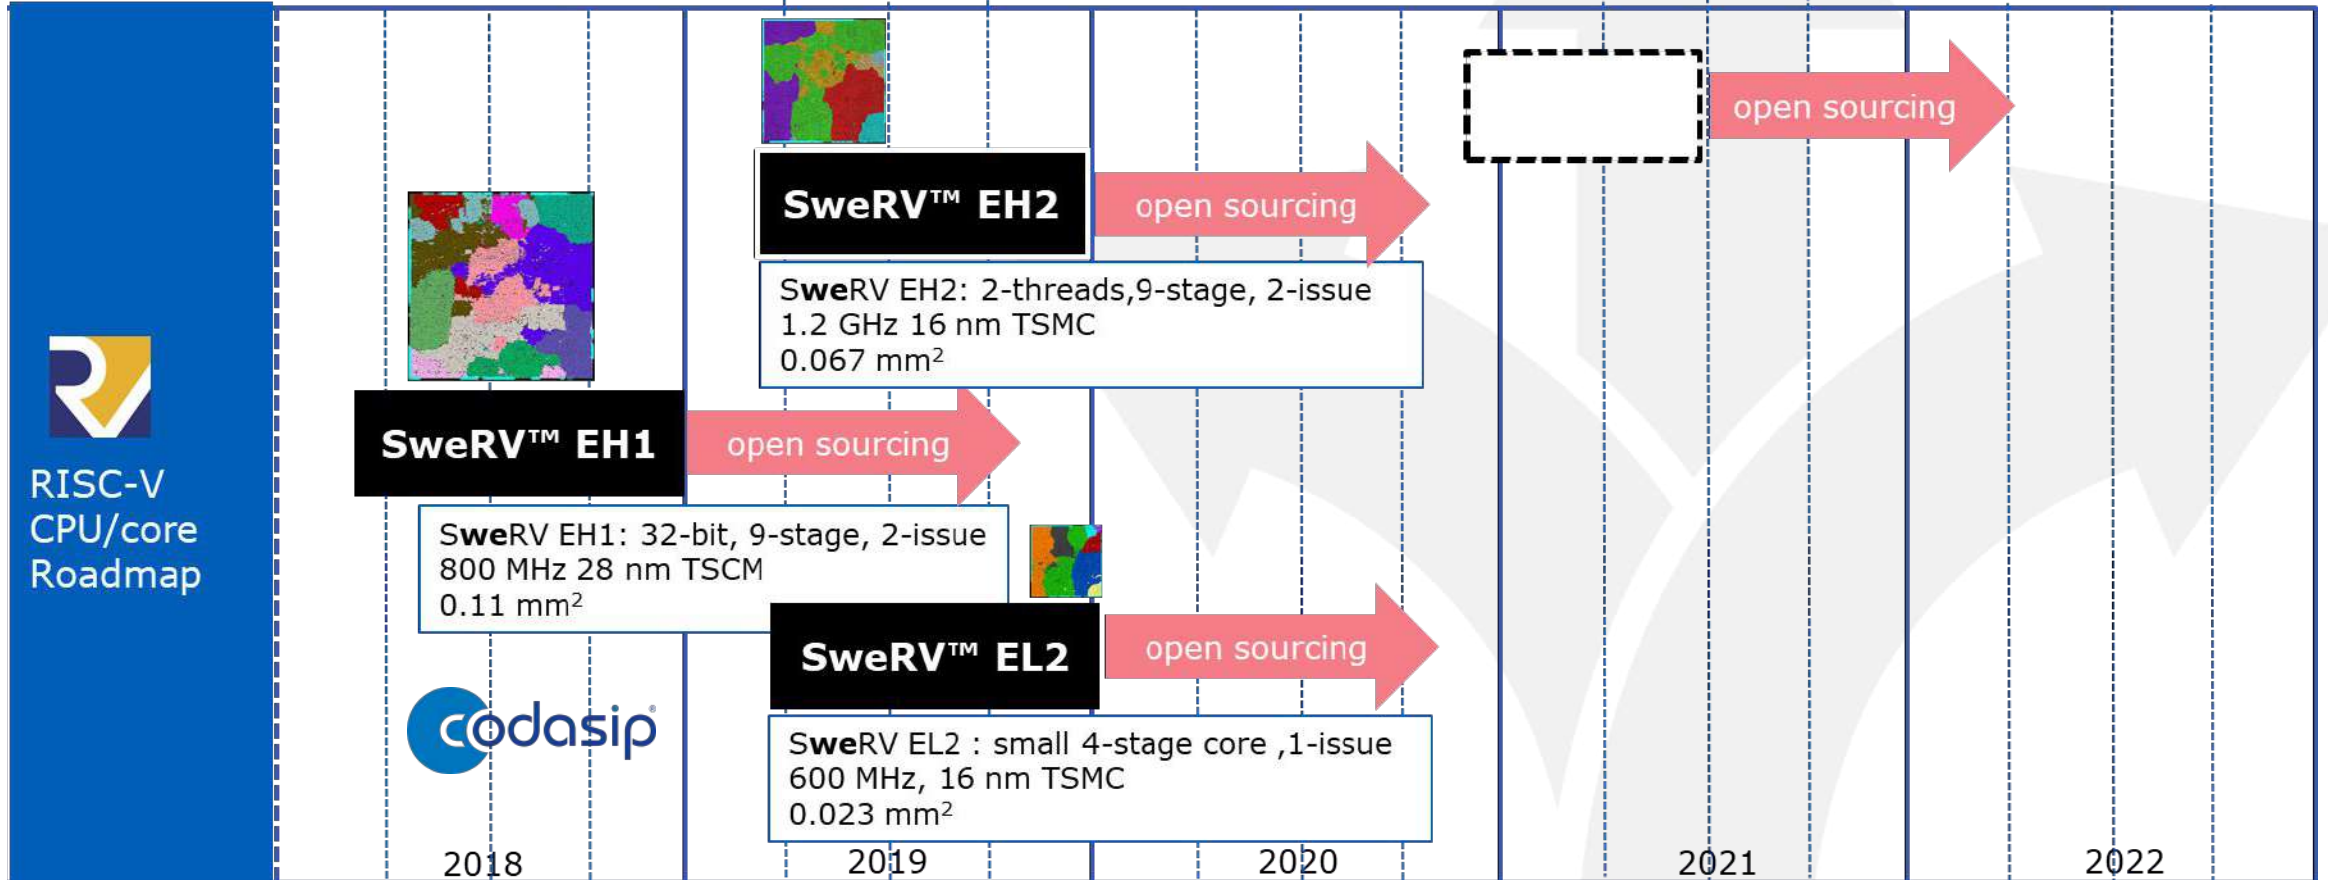 RISC-V
CPU/core
Roadmap
open sourcing
SweRV™ EH2
open sourcing
SweRV EH2: 2-threads,9-stage, 2-issue
1.2 GHz 16 nm TSMC
0.067 mm²
SweRV™ EH1
open sourcing
SweRV EH1: 32-bit, 9-stage, 2-issue
800 MHz 28 nm TSCM
0.11 mm²
SweRV™ EL2
open sourcing
SweRV EL2 : small 4-stage core ,1-issue
600 MHz, 16 nm TSMC
0.023 mm²
codasip®
2018
2019
2020
2021
2022